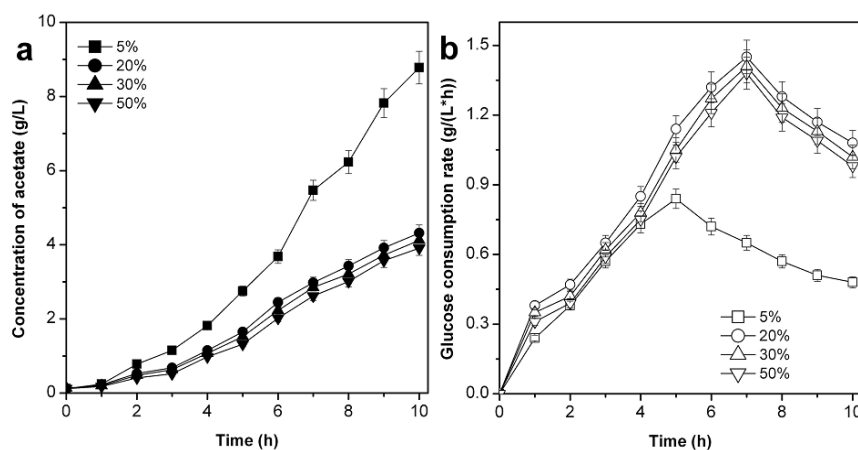 a
5%
20%
30%
50%
Concentration of acetate (g/L)
10
8
6
4
2
0
0 2 4 6 8 10
Time (h)
b
Glucose consumption rate (g/(L*h))
1.5
1.2
0.9
0.6
0.3
0.0
5%
20%
30%
50%
0 2 4 6 8 10
Time (h)